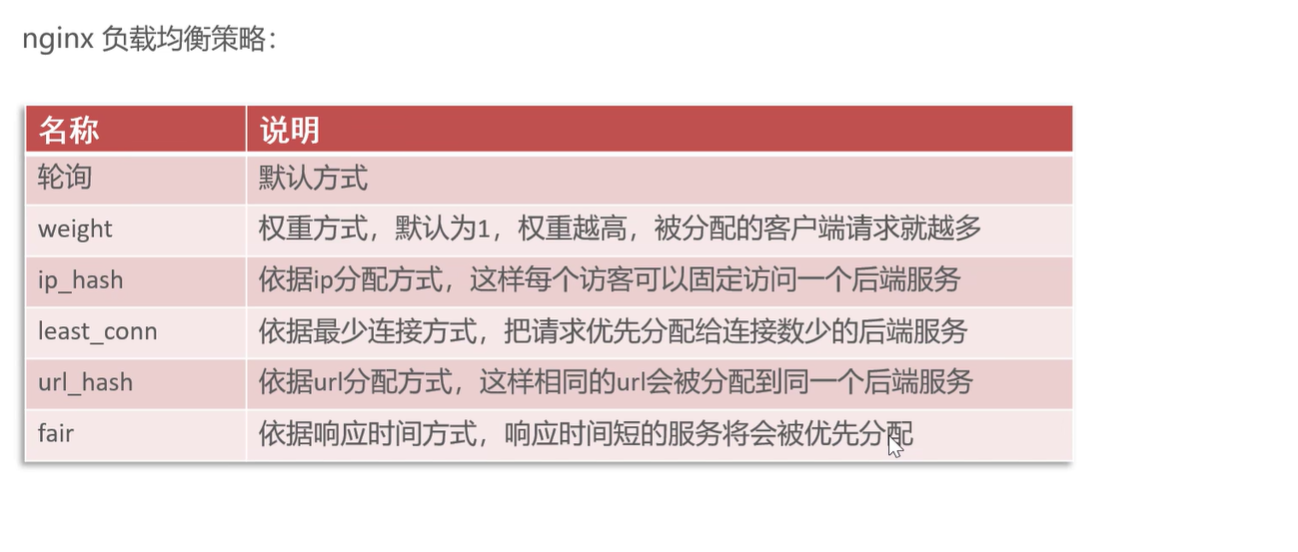 nginx 负载均衡策略：
名称 说明
轮询 默认方式
weight 权重方式，默认为1，权重越高，被分配的客户端请求就越多
ip_hash 依据ip分配方式，这样每个访客可以固定访问一个后端服务
least_conn 依据最少连接方式，把请求优先分配给连接数少的后端服务
url_hash 依据url分配方式，这样相同的url会被分配到同一个后端服务
fair 依据响应时间方式，响应时间短的服务将会被优先分配